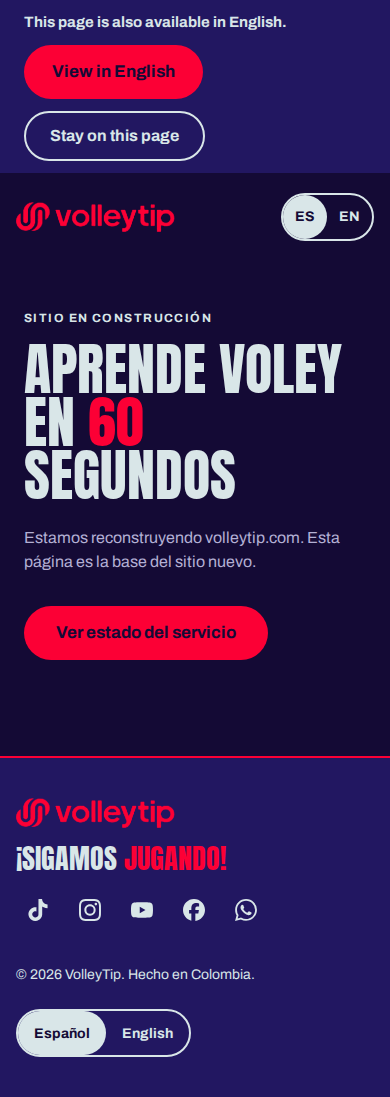 This page is also available in English.
View in English
Stay on this page
volleytip
ES EN
SITIO EN CONSTRUCCIÓN
APRENDE VOLEY
EN 60
SEGUNDOS
Estamos reconstruyendo volleytip.com. Esta
página es la base del sitio nuevo.
Ver estado del servicio
volleytip
¡SIGAMOS JUGANDO!
© 2026 VolleyTip. Hecho en Colombia.
Español English